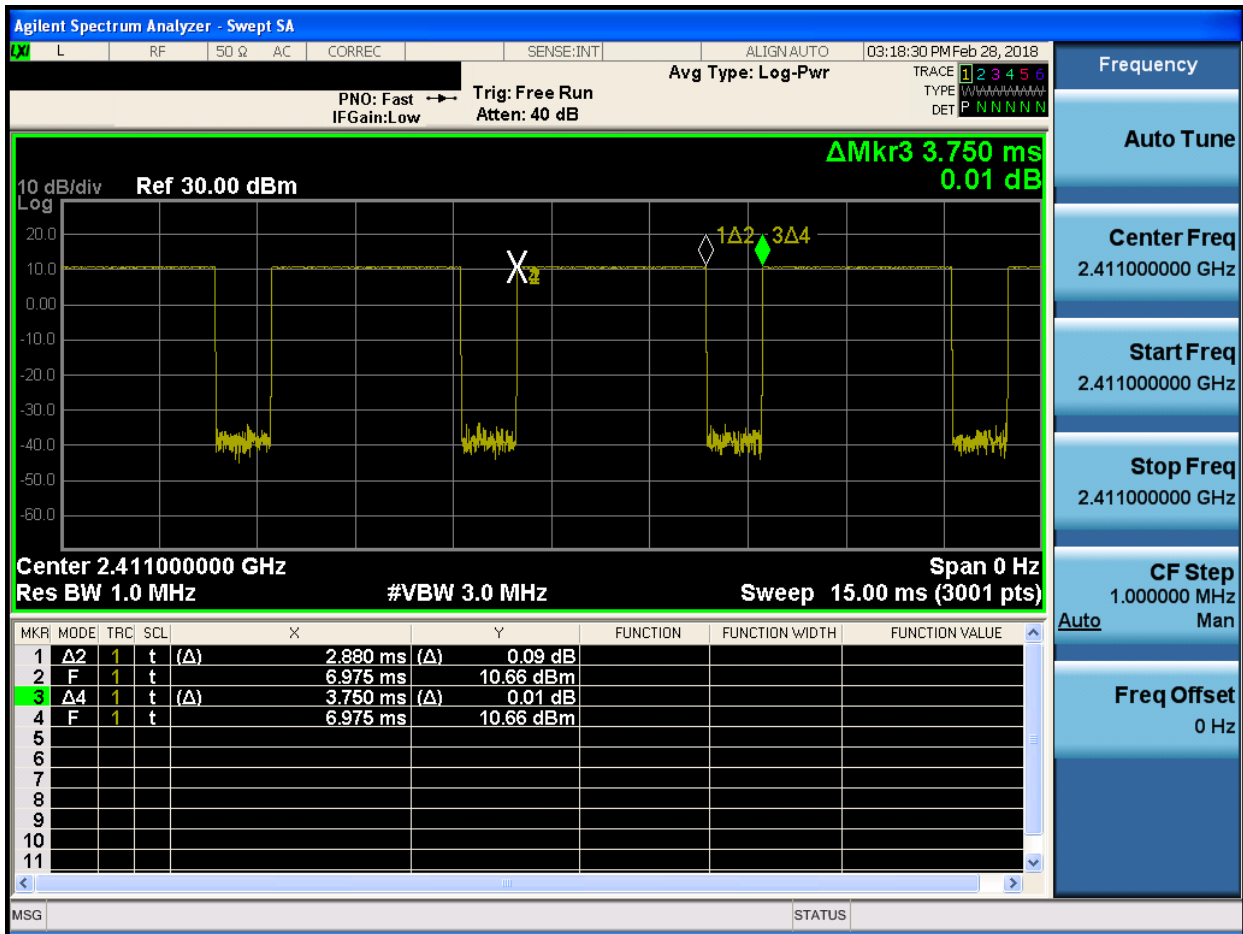 Agilent Spectrum Analyzer - Swept SA
LXI L RF 50 Ω AC CORREC SENSE:INT ALIGN AUTO 03:18:30 PM Feb 28, 2018
Avg Type: Log-Pwr
TRACE 1 2 3 4 5 6
PNO: Fast Trig: Free Run
TYPE WWWWWWW
IFGain:Low Atten: 40 dB
DET P N N N N N
ΔMkr3 3.750 ms
0.01 dB
10 dB/div Ref 30.00 dBm
Log
20.0
10.0
0.00
-10.0
-20.0
-30.0
-40.0
-50.0
-60.0
1Δ2 3Δ4
X
Center 2.411000000 GHz Span 0 Hz
Res BW 1.0 MHz #VBW 3.0 MHz Sweep 15.00 ms (3001 pts)
MKR MODE TRC SCL X Y FUNCTION FUNCTION WIDTH FUNCTION VALUE
1 Δ2 1 t (Δ) 2.880 ms (Δ) 0.09 dB
2 F 1 t 6.975 ms 10.66 dBm
3 Δ4 1 t (Δ) 3.750 ms (Δ) 0.01 dB
4 F 1 t 6.975 ms 10.66 dBm
5
6
7
8
9
10
11
MSG STATUS
Frequency
Auto Tune
Center Freq
2.411000000 GHz
Start Freq
2.411000000 GHz
Stop Freq
2.411000000 GHz
CF Step
1.000000 MHz
Auto Man
Freq Offset
0 Hz